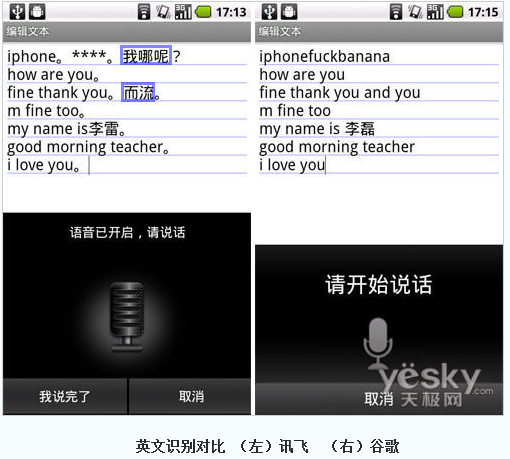 17:13
编辑文本
iphone。****。我哪呢？
how are you。
fine thank you。而流。
m fine too。
my name is李雷。
good morning teacher。
i love you。
语音已开启，请说话
我说完了
取消
17:15
编辑文本
iphonefuckbanana
how are you
fine thank you and you
m fine too
my name is 李磊
good morning teacher
i love you
请开始说话
取消
yesky
天极网
英文识别对比 （左）讯飞 （右）谷歌